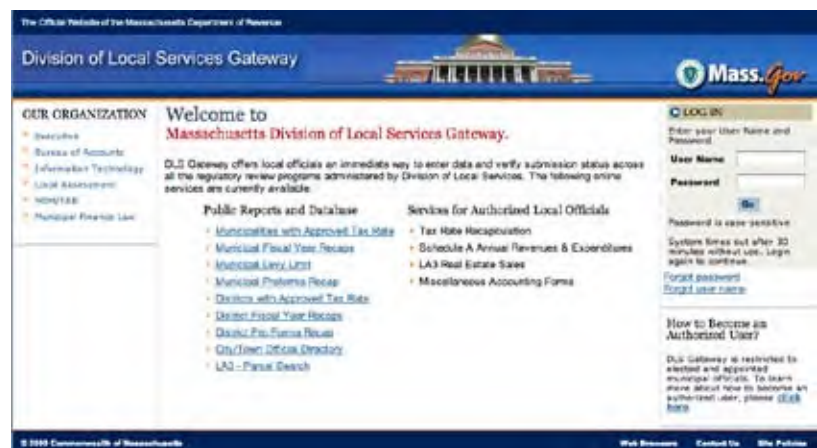 The Official Website of the Massachusetts Department of Revenue
Division of Local Services Gateway
Mass.Gov
OUR ORGANIZATION
Executive
Bureau of Accounts
Information Technology
Local Assessment
Municipal Finance Law
Welcome to
Massachusetts Division of Local Services Gateway.
DLS Gateway offers local officials an immediate way to enter data and verify submission status across
all the regulatory review programs administered by Division of Local Services. The following online
services are currently available.
Public Reports and Database
Municipalities with Approved Tax Rate
Municipal Fiscal Year Recaps
Municipal Levy Limit
Municipal Proforma Recap
Districts with Approved Tax Rate
District Fiscal Year Recaps
District Pro Forma Recap
City/Town Official Directory
LA3 - Parcel Search
Services for Authorized Local Officials
Tax Rate Recapitulation
Schedule A Annual Revenues & Expenditures
LA3 Real Estate Sales
Miscellaneous Accounting Forms
LOG IN
Enter your User Name and
Password
User Name
Password
Go
Password is case sensitive
System times out after 30
minutes without use. Login
again to continue.
Forgot password
Forgot user name
How to Become an
Authorized User?
DLS Gateway is restricted to
elected and appointed
municipal officials. To learn
more about how to become an
authorized user, please click
here
© 2009 Commonwealth of Massachusetts
Contact Us
Site Policies